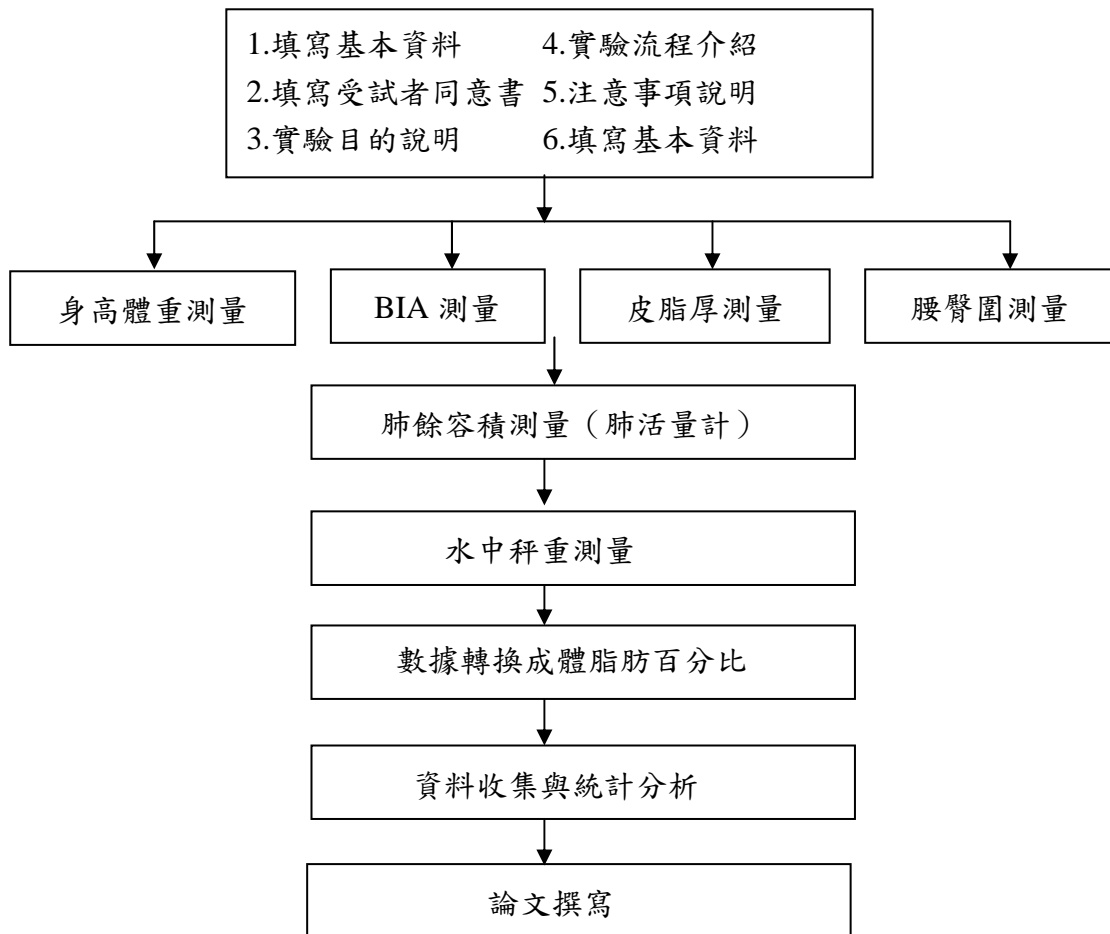 1.填寫基本資料 4.實驗流程介紹
2.填寫受試者同意書 5.注意事項說明
3.實驗目的說明 6.填寫基本資料
身高體重測量 BIA 測量 皮脂厚測量 腰臀圍測量
肺餘容積測量（肺活量計）
水中秤重測量
數據轉換成體脂肪百分比
資料收集與統計分析
論文撰寫